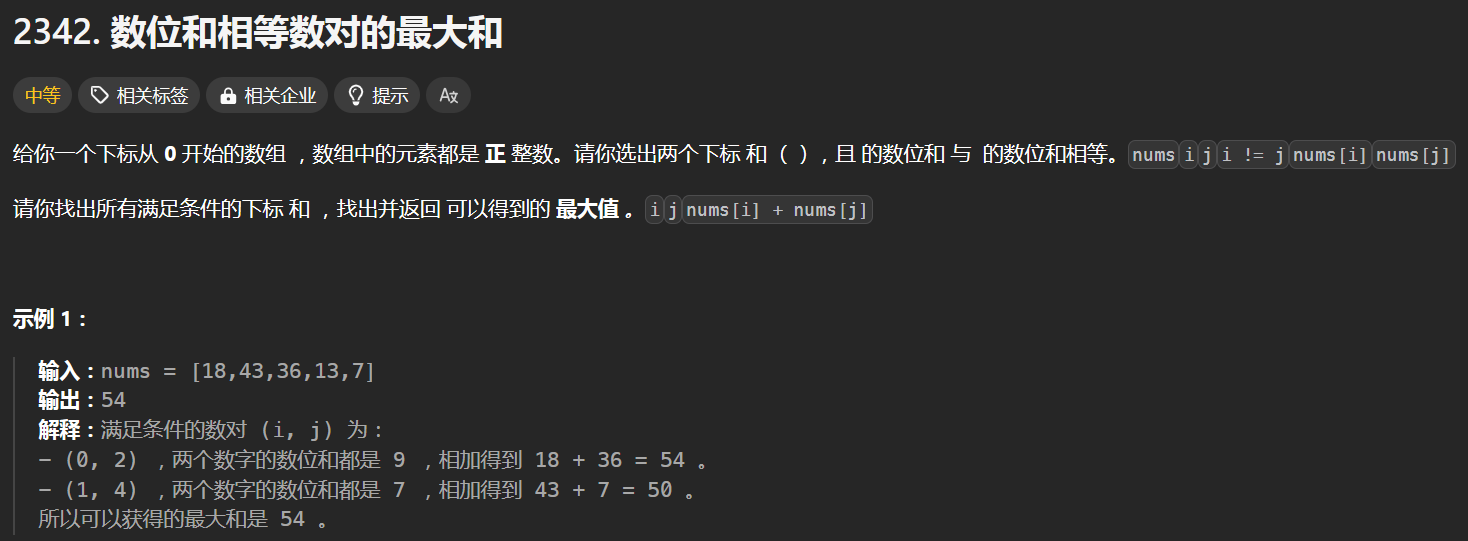 2342. 数位和相等数对的最大和
中等 相关标签 相关企业 提示 A文
给你一个下标从 0 开始的数组 ，数组中的元素都是 正 整数。请你选出两个下标 和（ ），且 的数位和 与 的数位和相等。nums i j i != j nums[i] nums[j]
请你找出所有满足条件的下标 和 ，找出并返回 可以得到的 最大值 。i j nums[i] + nums[j]
示例 1：
输入：nums = [18,43,36,13,7]
输出：54
解释：满足条件的数对 (i, j) 为：
- (0, 2) ，两个数字的数位和都是 9 ，相加得到 18 + 36 = 54 。
- (1, 4) ，两个数字的数位和都是 7 ，相加得到 43 + 7 = 50 。
所以可以获得的最大和是 54 。